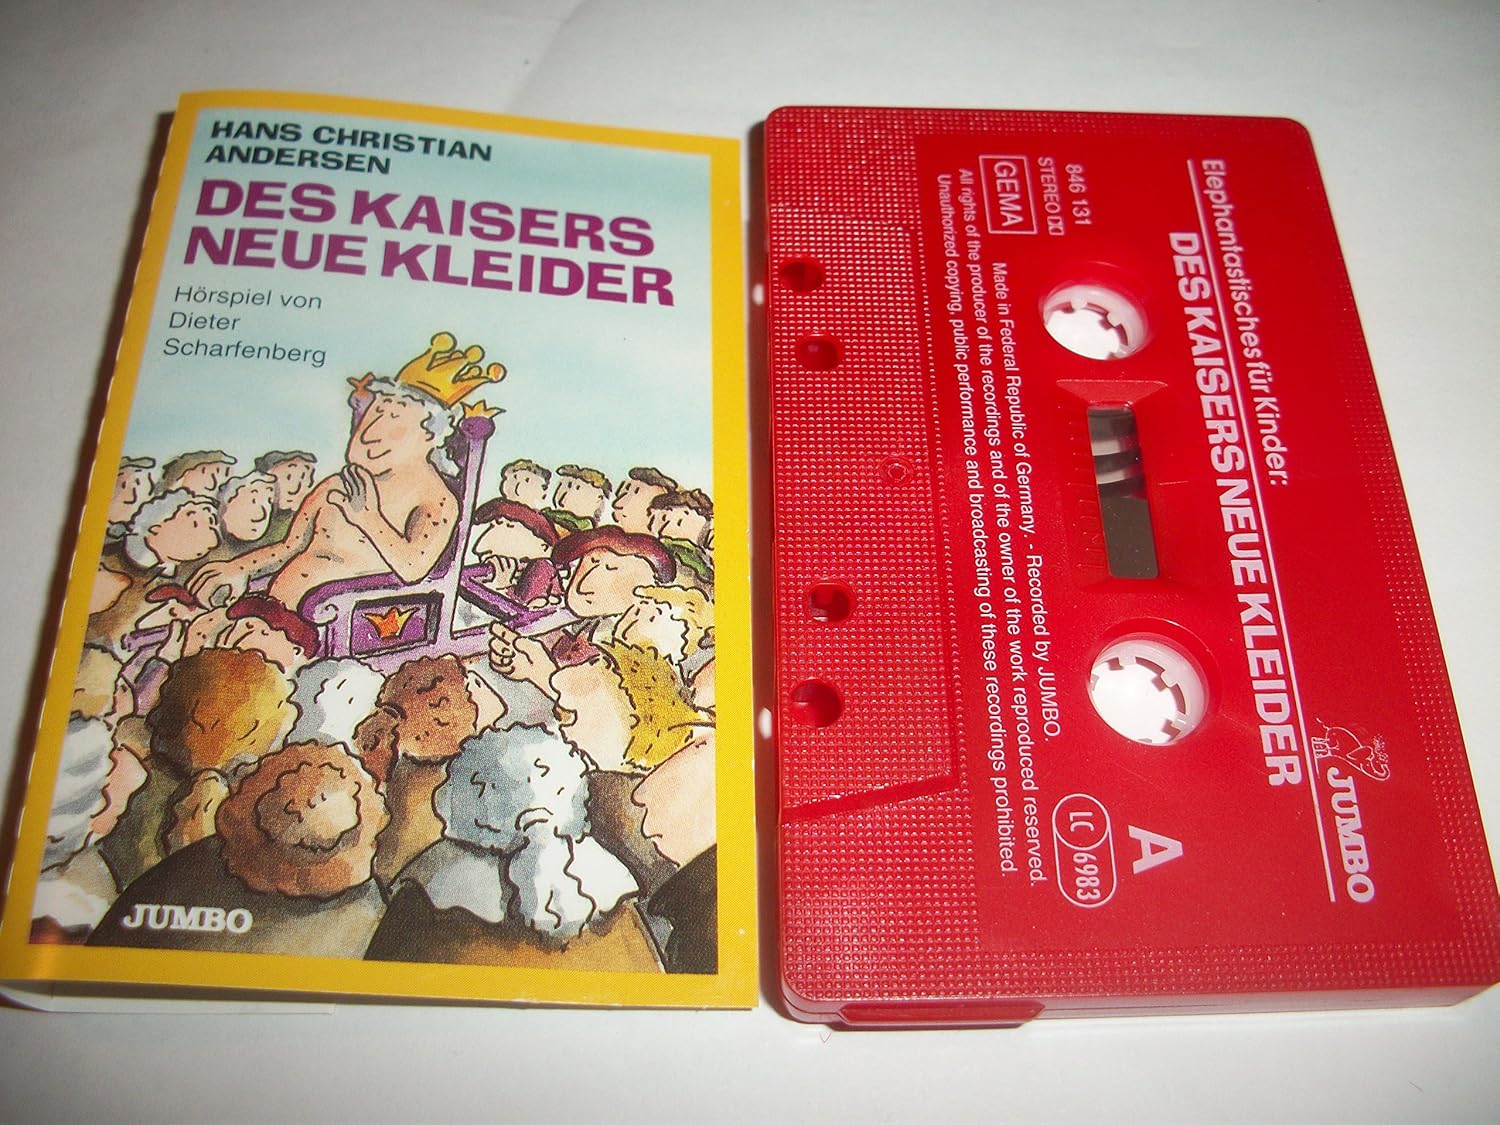 HANS CHRISTIAN
ANDERSEN
DES KAISERS
NEUE KLEIDER
Hörspiel von
Dieter
Scharfenberg
JUMBO
Elephantastisches für Kinder:
DES KAISERS NEUE KLEIDER
JUMBO
A
LC 6983
846 131
STEREO
GEMA
Made in Federal Republic of Germany. - Recorded by JUMBO.
All rights of the producer of the recordings and of the owner of the work reproduced reserved.
Unauthorized copying, public performance and broadcasting of these recordings prohibited.